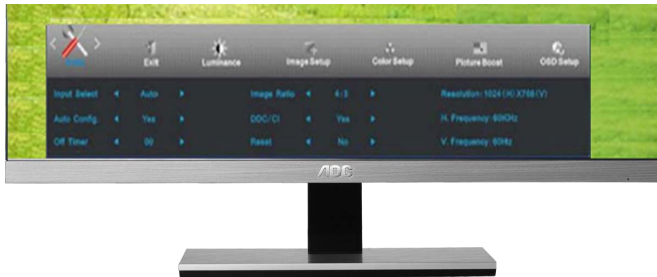 Exit Luminance Image Setup Color Setup Picture Boost OSD Setup
Input Select Auto Image Ratio 4:3 Resolution: 1024 (H) X768 (V)
Auto Config. Yes DDC/CI Yes H. Frequency: 60KHz
Off Timer 00 Reset No V. Frequency: 60Hz
AOC